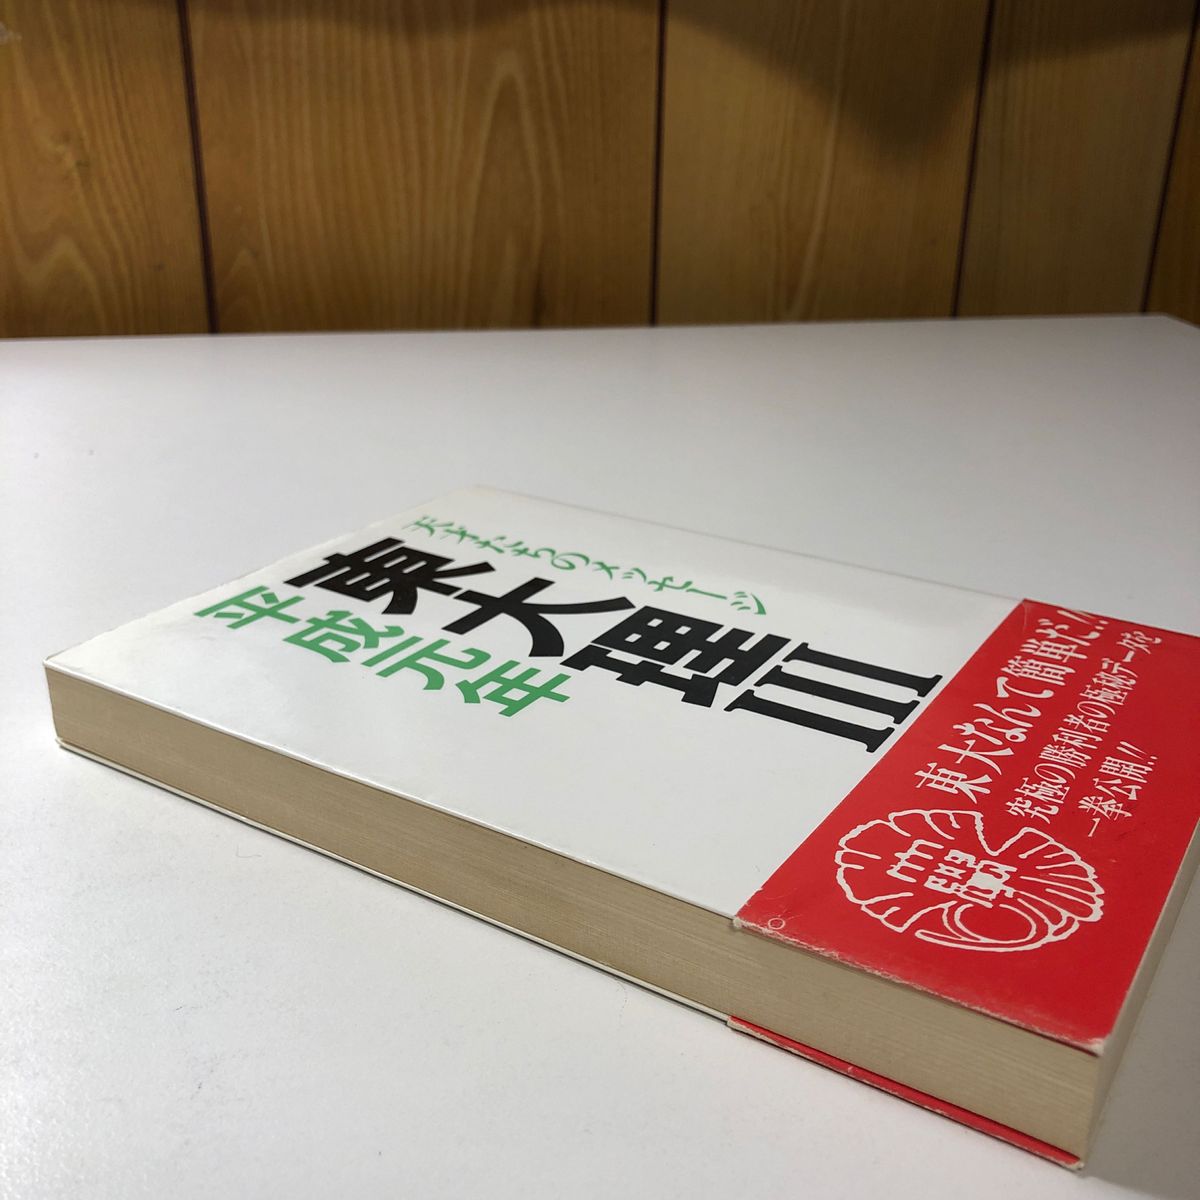 天才たちのメッセージ
東大理III
平成元年
東大なんて簡単だ!!
究極の勝利者の極秘データを
一挙公開!!